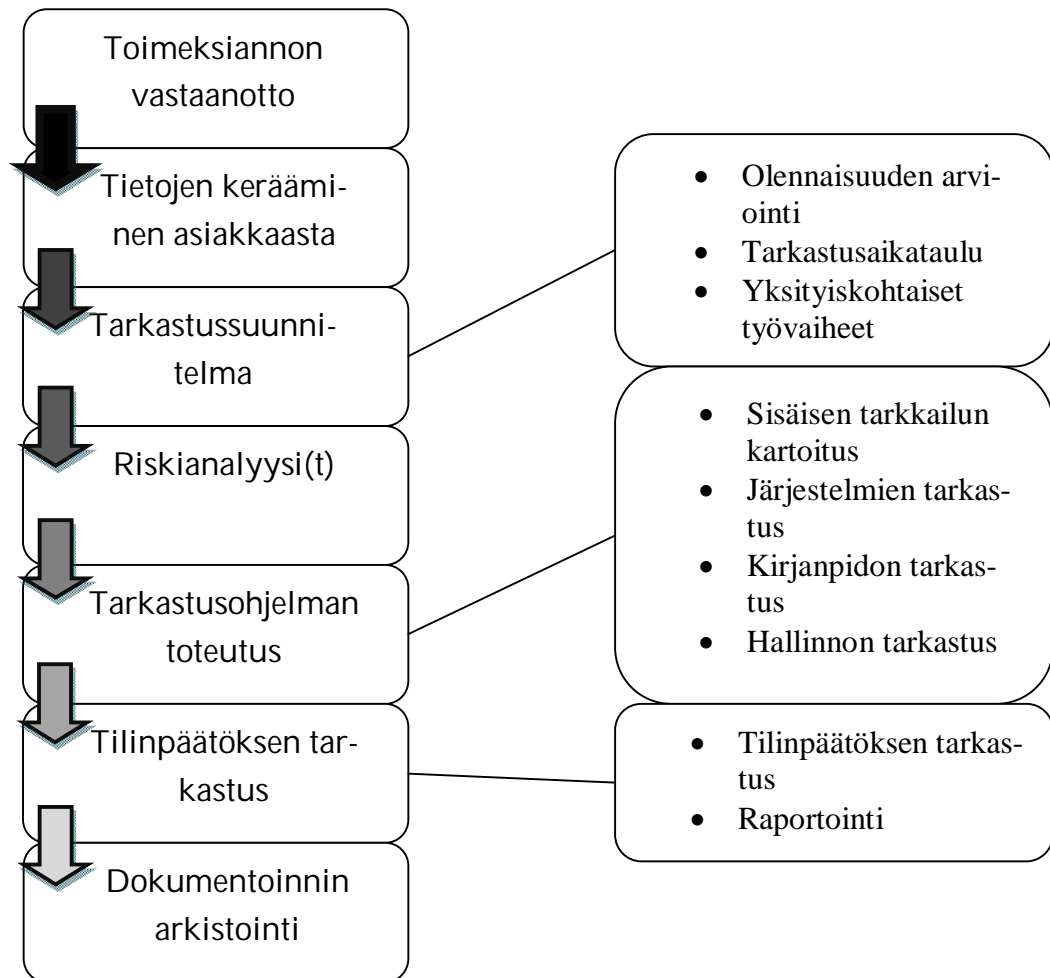 Toimeksiannon
vastaanotto
Tietojen keräämi-
nen asiakkaasta
Tarkastussuunni-
telma
Riskianalyysi(t)
Tarkastusohjelman
toteutus
Tilinpäätöksen tar-
kastus
Dokumentoinnin
arkistointi
• Olennaisuuden arvi-
ointi
• Tarkastusaikataulu
• Yksityiskohtaiset
työvaiheet
• Sisäisen tarkkailun
kartoitus
• Järjestelmien tarkas-
tus
• Kirjanpidon tarkas-
tus
• Hallinnon tarkastus
• Tilinpäätöksen tarkas-
tus
• Raportointi